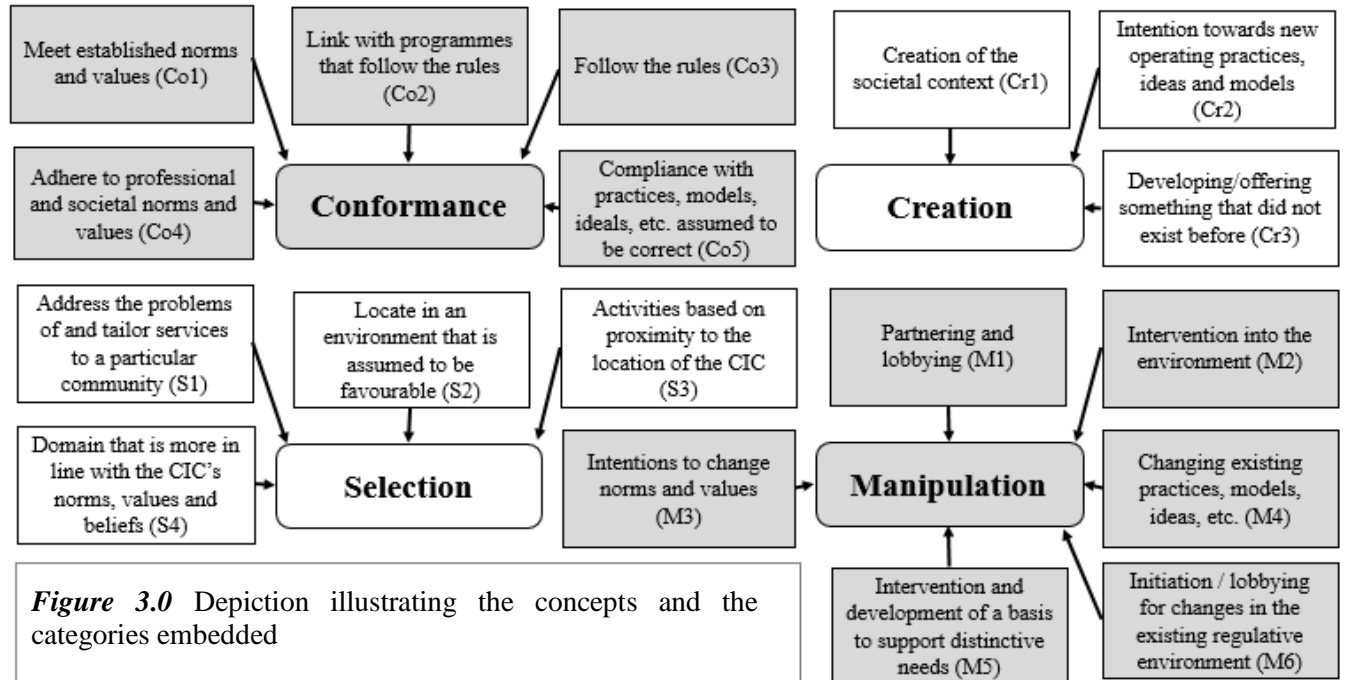 Meet established norms
and values (Co1)
Link with programmes
that follow the rules
(Co2)
Follow the rules (Co3)
Adhere to professional
and societal norms and
values (Co4)
Conformance
Compliance with
practices, models,
ideals, etc. assumed to
be correct (Co5)
Creation of the
societal context (Cr1)
Intention towards new
operating practices,
ideas and models
(Cr2)
Creation
Developing/offering
something that did not
exist before (Cr3)
Address the problems
of and tailor services
to a particular
community (S1)
Locate in an
environment that is
assumed to be
favourable (S2)
Activities based on
proximity to the
location of the CIC
(S3)
Domain that is more in
line with the CIC's
norms, values and
beliefs (S4)
Selection
Partnering and
lobbying (M1)
Intervention into the
environment (M2)
Intentions to change
norms and values
(M3)
Manipulation
Changing existing
practices, models,
ideas, etc. (M4)
Intervention and
development of a basis
to support distinctive
needs (M5)
Initiation / lobbying
for changes in the
existing regulative
environment (M6)
Figure 3.0 Depiction illustrating the concepts and the
categories embedded